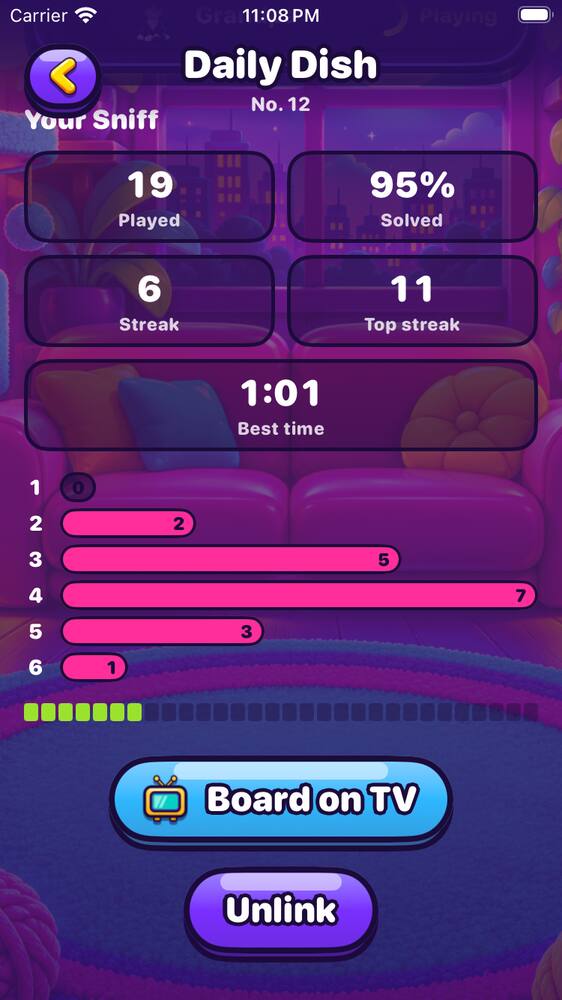 Carrier 11:08 PM
Playing
Daily Dish
No. 12
Your Sniff
19
Played
95%
Solved
6
Streak
11
Top streak
1:01
Best time
1 0
2 2
3 5
4 7
5 3
6 1
Board on TV
Unlink